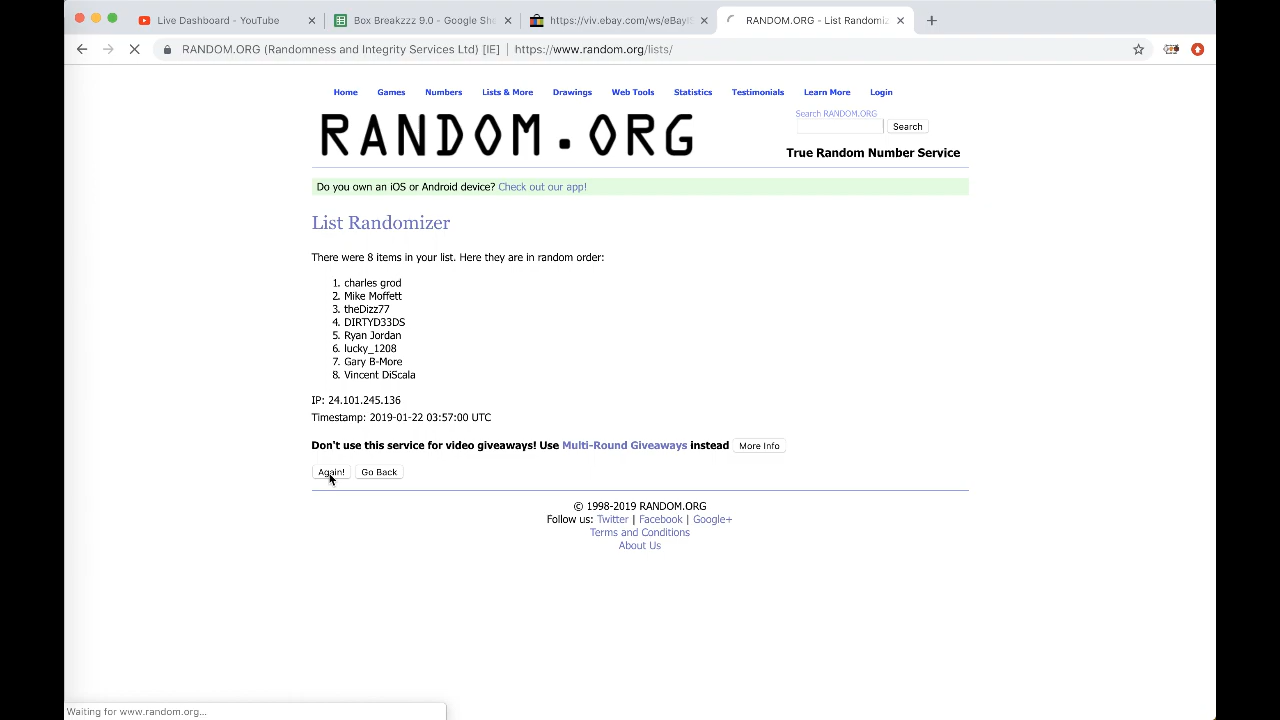 Live Dashboard - YouTube
Box Breakzzz 9.0 - Google She
https://viv.ebay.com/ws/eBayI
RANDOM.ORG - List Randomiz
RANDOM.ORG (Randomness and Integrity Services Ltd) [IE] | https://www.random.org/lists/
Home Games Numbers Lists & More Drawings Web Tools Statistics Testimonials Learn More Login
RANDOM.ORG
Search RANDOM.ORG
Search
True Random Number Service
Do you own an iOS or Android device? Check out our app!
List Randomizer
There were 8 items in your list. Here they are in random order:
1. charles grod
2. Mike Moffett
3. theDizz77
4. DIRTYD33DS
5. Ryan Jordan
6. lucky_1208
7. Gary B-More
8. Vincent DiScala
IP: 24.101.245.136
Timestamp: 2019-01-22 03:57:00 UTC
Don't use this service for video giveaways! Use Multi-Round Giveaways instead More Info
Again! Go Back
© 1998-2019 RANDOM.ORG
Follow us: Twitter | Facebook | Google+
Terms and Conditions
About Us
Waiting for www.random.org...